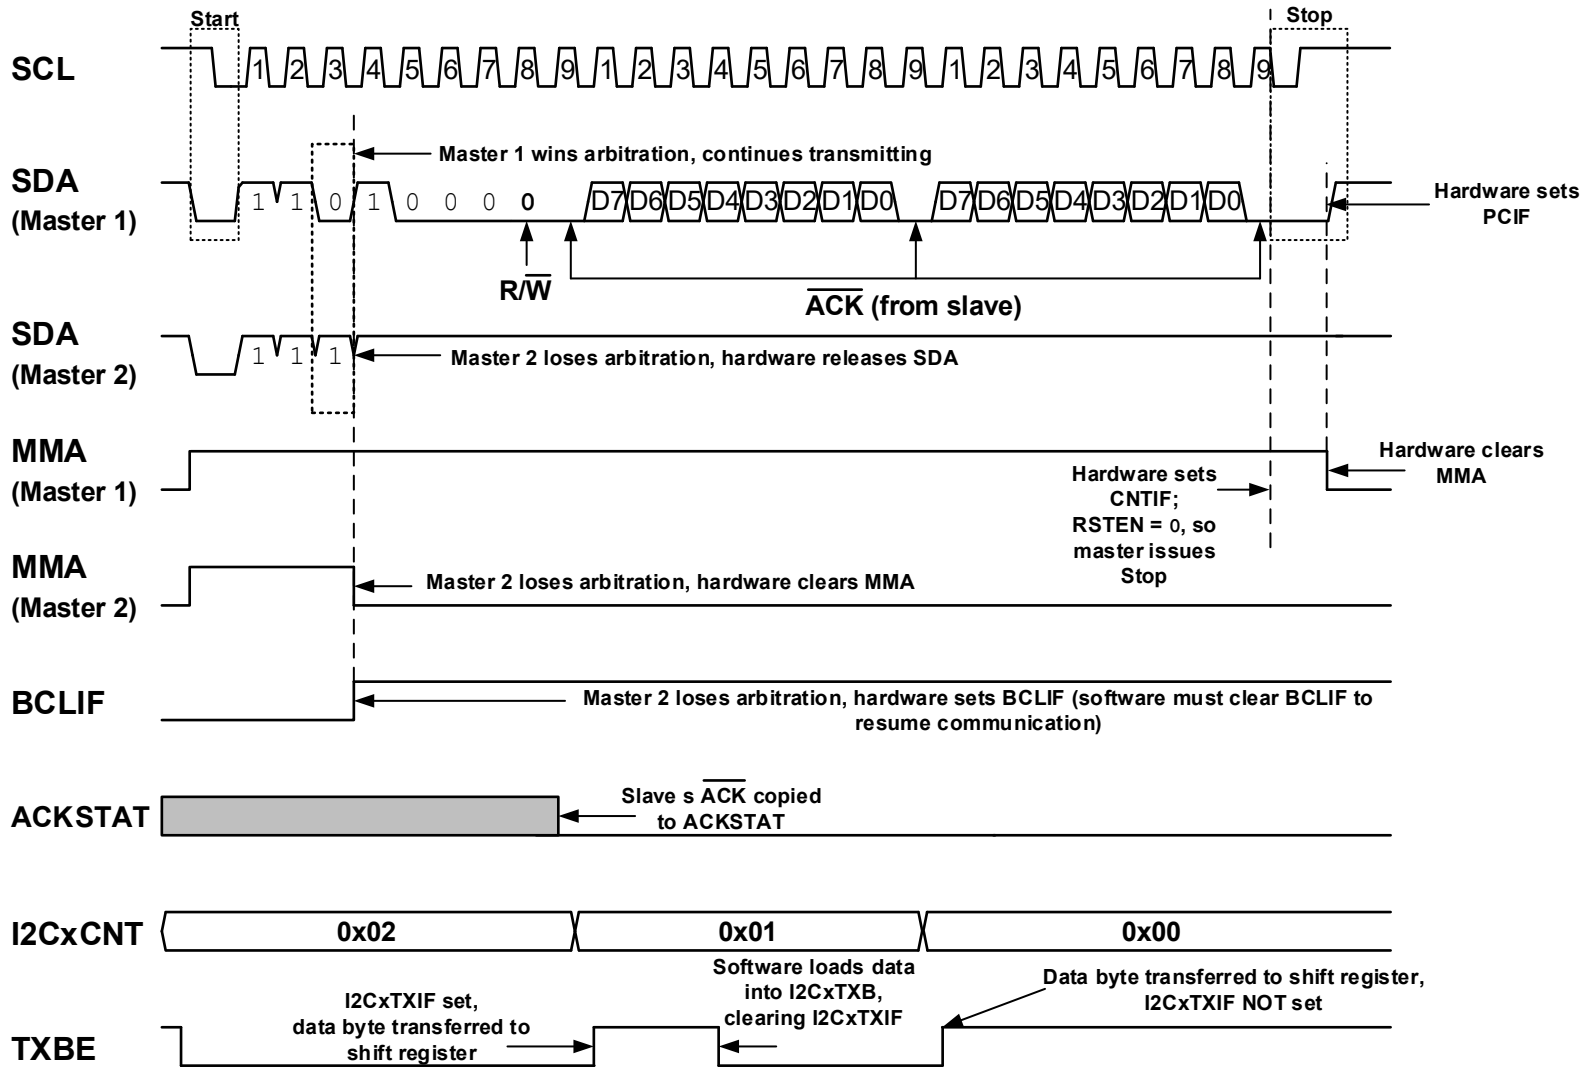 Start
Stop
SCL
1 2 3 4 5 6 7 8 9 1 2 3 4 5 6 7 8 9 1 2 3 4 5 6 7 8 9
Master 1 wins arbitration, continues transmitting
SDA
(Master 1)
1 1 0 1 0 0 0 0 D7 D6 D5 D4 D3 D2 D1 D0 D7 D6 D5 D4 D3 D2 D1 D0
Hardware sets
PCIF
R/W
ACK (from slave)
SDA
(Master 2)
1 1 1
Master 2 loses arbitration, hardware releases SDA
MMA
(Master 1)
Hardware clears
MMA
Hardware sets
CNTIF;
RSTEN = 0, so
master issues
Stop
MMA
(Master 2)
Master 2 loses arbitration, hardware clears MMA
BCLIF
Master 2 loses arbitration, hardware sets BCLIF (software must clear BCLIF to
resume communication)
ACKSTAT
Slave s ACK copied
to ACKSTAT
I2CxCNT
0x02 0x01 0x00
I2CxTXIF set,
data byte transferred to
shift register
Software loads data
into I2CxTXB,
clearing I2CxTXIF
Data byte transferred to shift register,
I2CxTXIF NOT set
TXBE